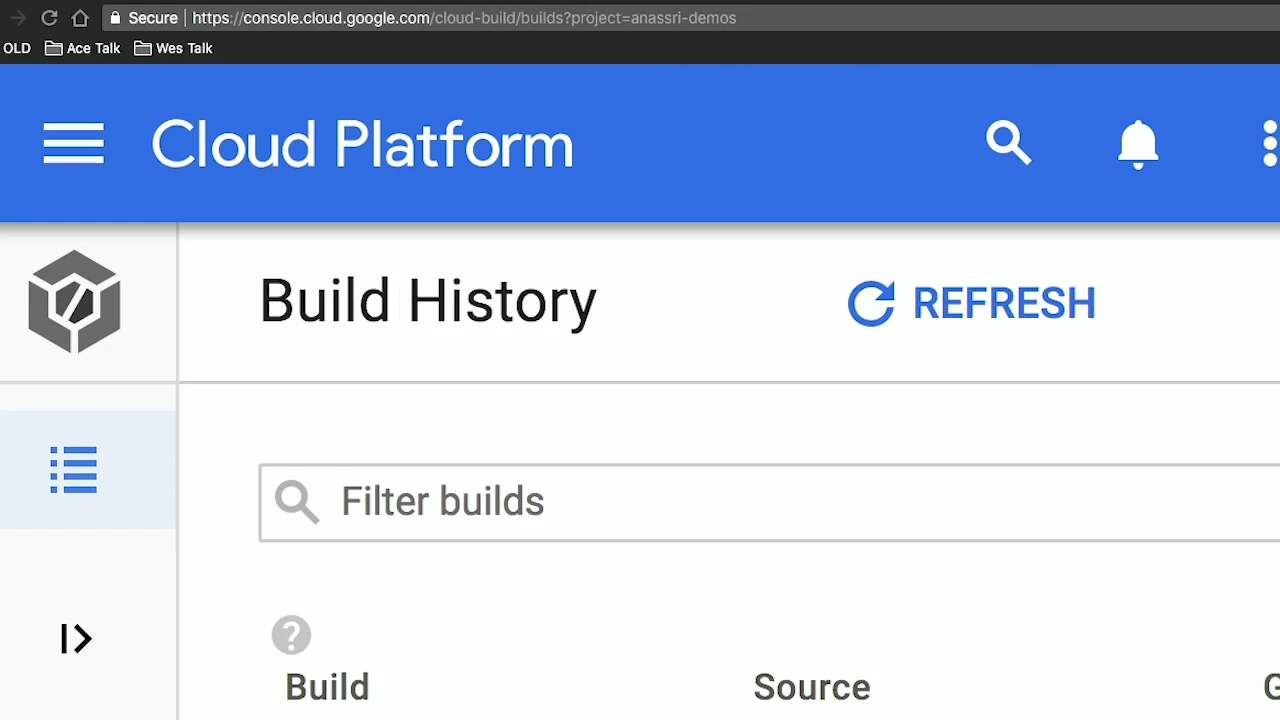 Secure https://console.cloud.google.com/cloud-build/builds?project=anassri-demos
OLD Ace Talk Wes Talk
Cloud Platform
Build History REFRESH
Filter builds
Build Source